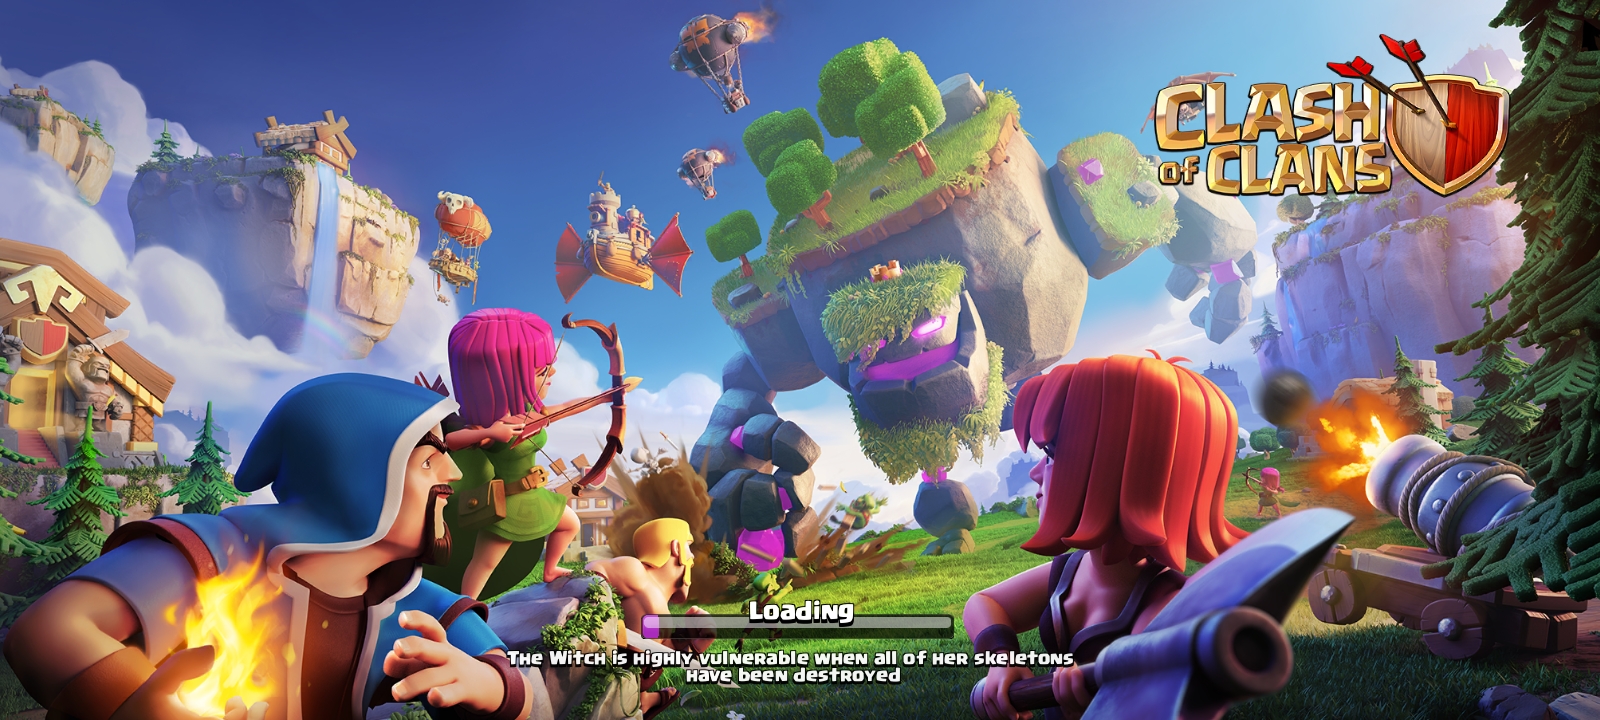 CLASH
OF CLANS
Loading
The Witch is highly vulnerable when all of her skeletons
have been destroyed